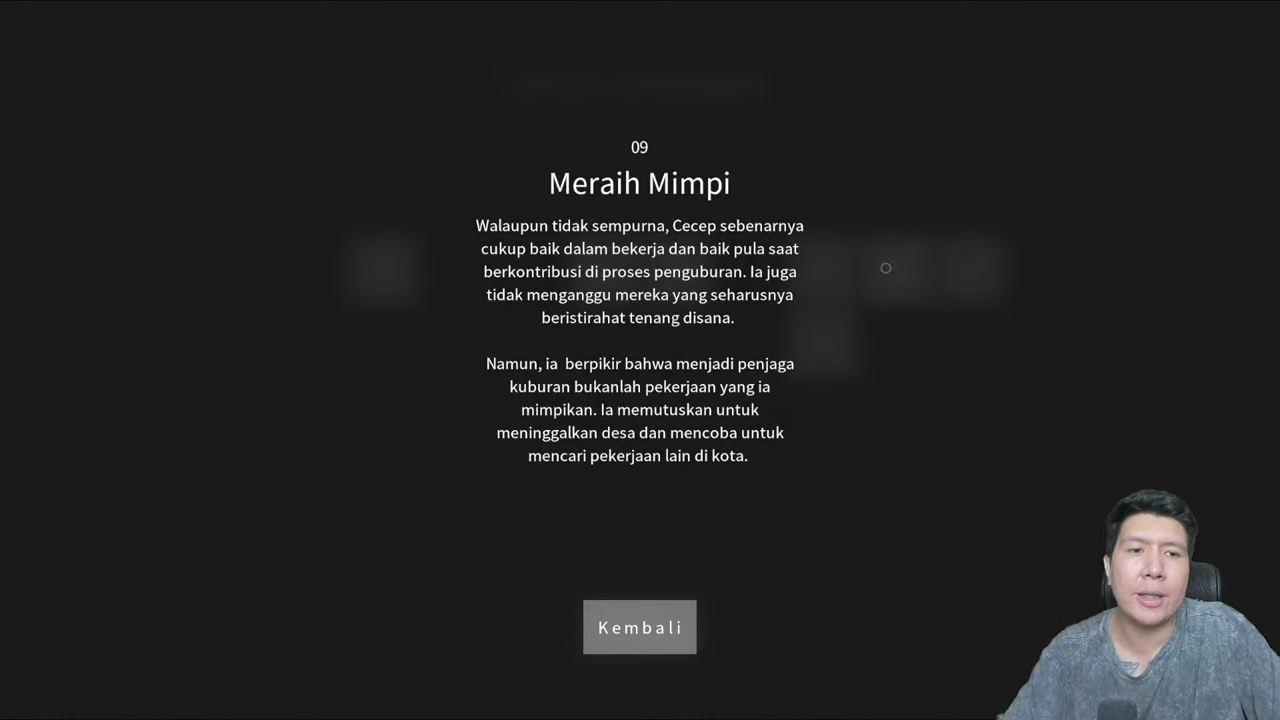 09
Meraih Mimpi
Walaupun tidak sempurna, Cecep sebenarnya
cukup baik dalam bekerja dan baik pula saat
berkontribusi di proses penguburan. Ia juga
tidak menganggu mereka yang seharusnya
beristirahat tenang disana.
Namun, ia  berpikir bahwa menjadi penjaga
kuburan bukanlah pekerjaan yang ia
mimpikan. Ia memutuskan untuk
meninggalkan desa dan mencoba untuk
mencari pekerjaan lain di kota.
Kembali